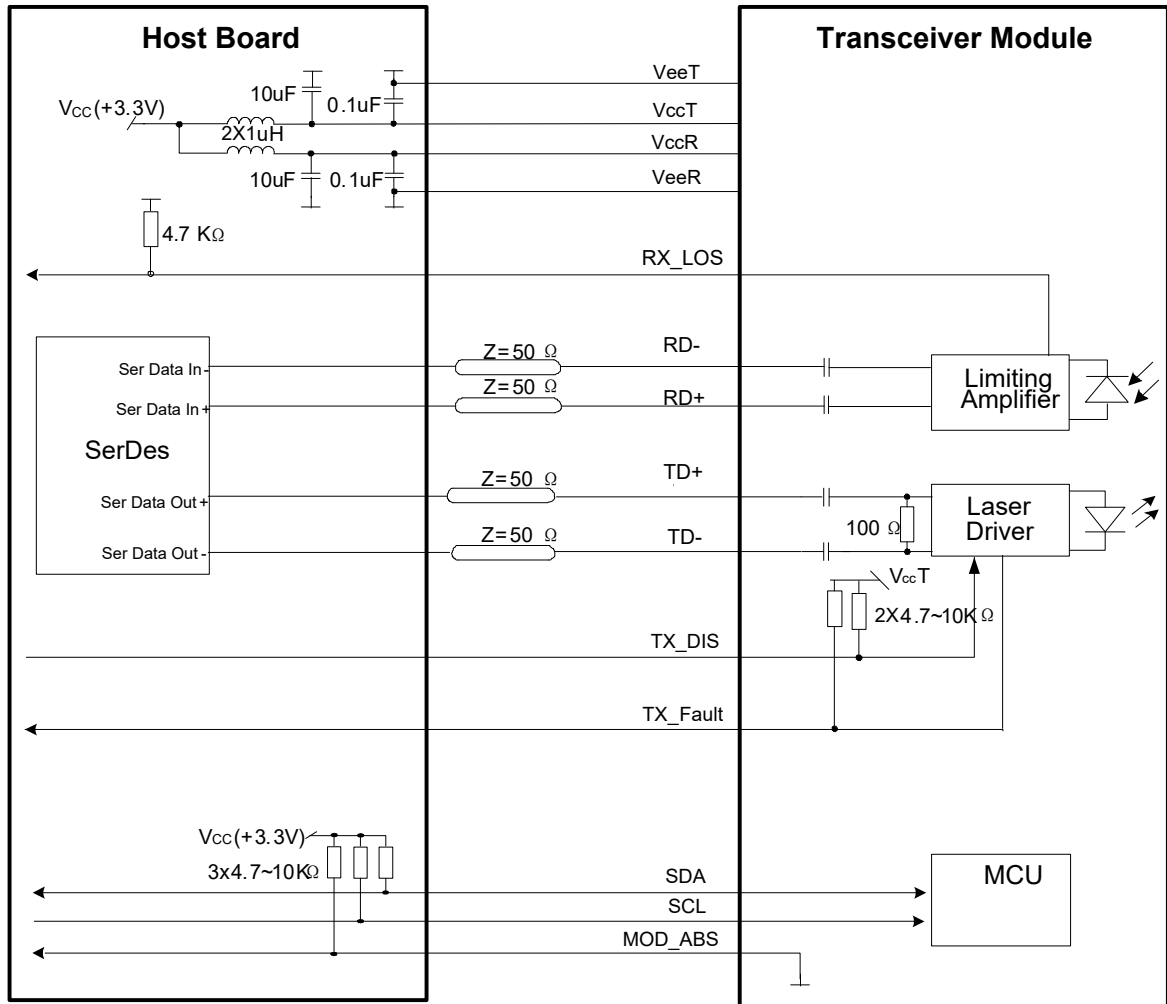 Host Board
Transceiver Module
VeeT
10uF
0.1uF
VCC(+3.3V)
VccT
2X1uH
VccR
10uF
0.1uF
VeeR
4.7 KΩ
RX_LOS
Z=50 Ω
RD-
Ser Data In-
Limiting
Amplifier
Z=50 Ω
RD+
Ser Data In+
SerDes
TD+
Z=50 Ω
Ser Data Out+
Laser
Driver
100 Ω
Z=50 Ω
TD-
Ser Data Out-
VccT
2X4.7~10KΩ
TX_DIS
TX_Fault
VCC(+3.3V)
3x4.7~10KΩ
SDA
MCU
SCL
MOD_ABS